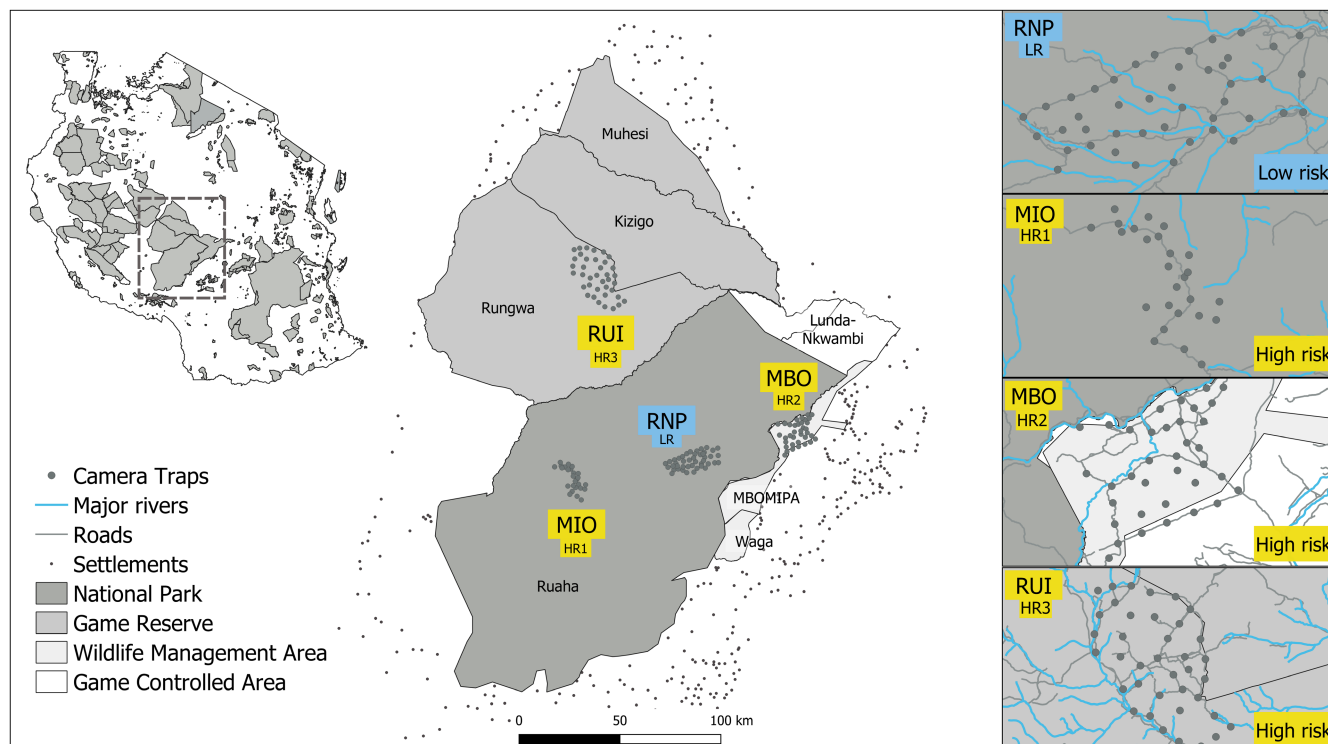 Muhesi
Kizigo
Rungwa
RUI
HR3
Lunda-
Nkwambi
MBO
HR2
RNP
LR
MBOMIPA
MIO
HR1
Waga
Ruaha
Camera Traps
Major rivers
Roads
Settlements
National Park
Game Reserve
Wildlife Management Area
Game Controlled Area
0 50 100 km
RNP
LR
Low risk
MIO
HR1
High risk
MBO
HR2
High risk
RUI
HR3
High risk